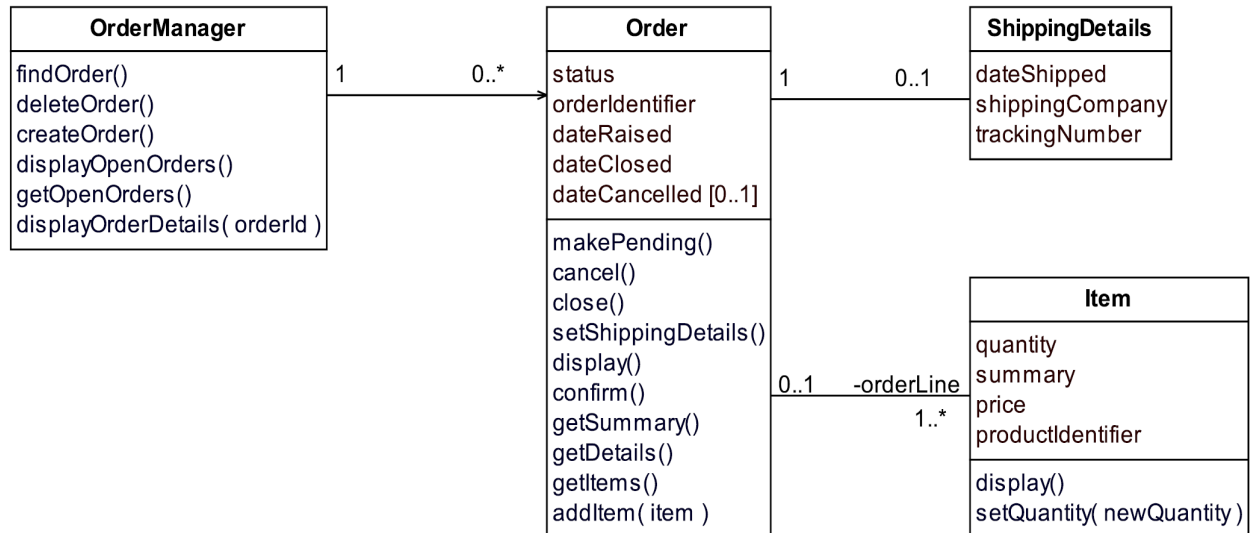 OrderManager
findOrder()
deleteOrder()
createOrder()
displayOpenOrders()
getOpenOrders()
displayOrderDetails( orderId )
1
0..*
Order
status
orderIdentifier
dateRaised
dateClosed
dateCancelled [0..1]
makePending()
cancel()
close()
setShippingDetails()
display()
confirm()
getSummary()
getDetails()
getItems()
addItem( item )
1
0..1
ShippingDetails
dateShipped
shippingCompany
trackingNumber
0..1
-orderLine
1..*
Item
quantity
summary
price
productIdentifier
display()
setQuantity( newQuantity )